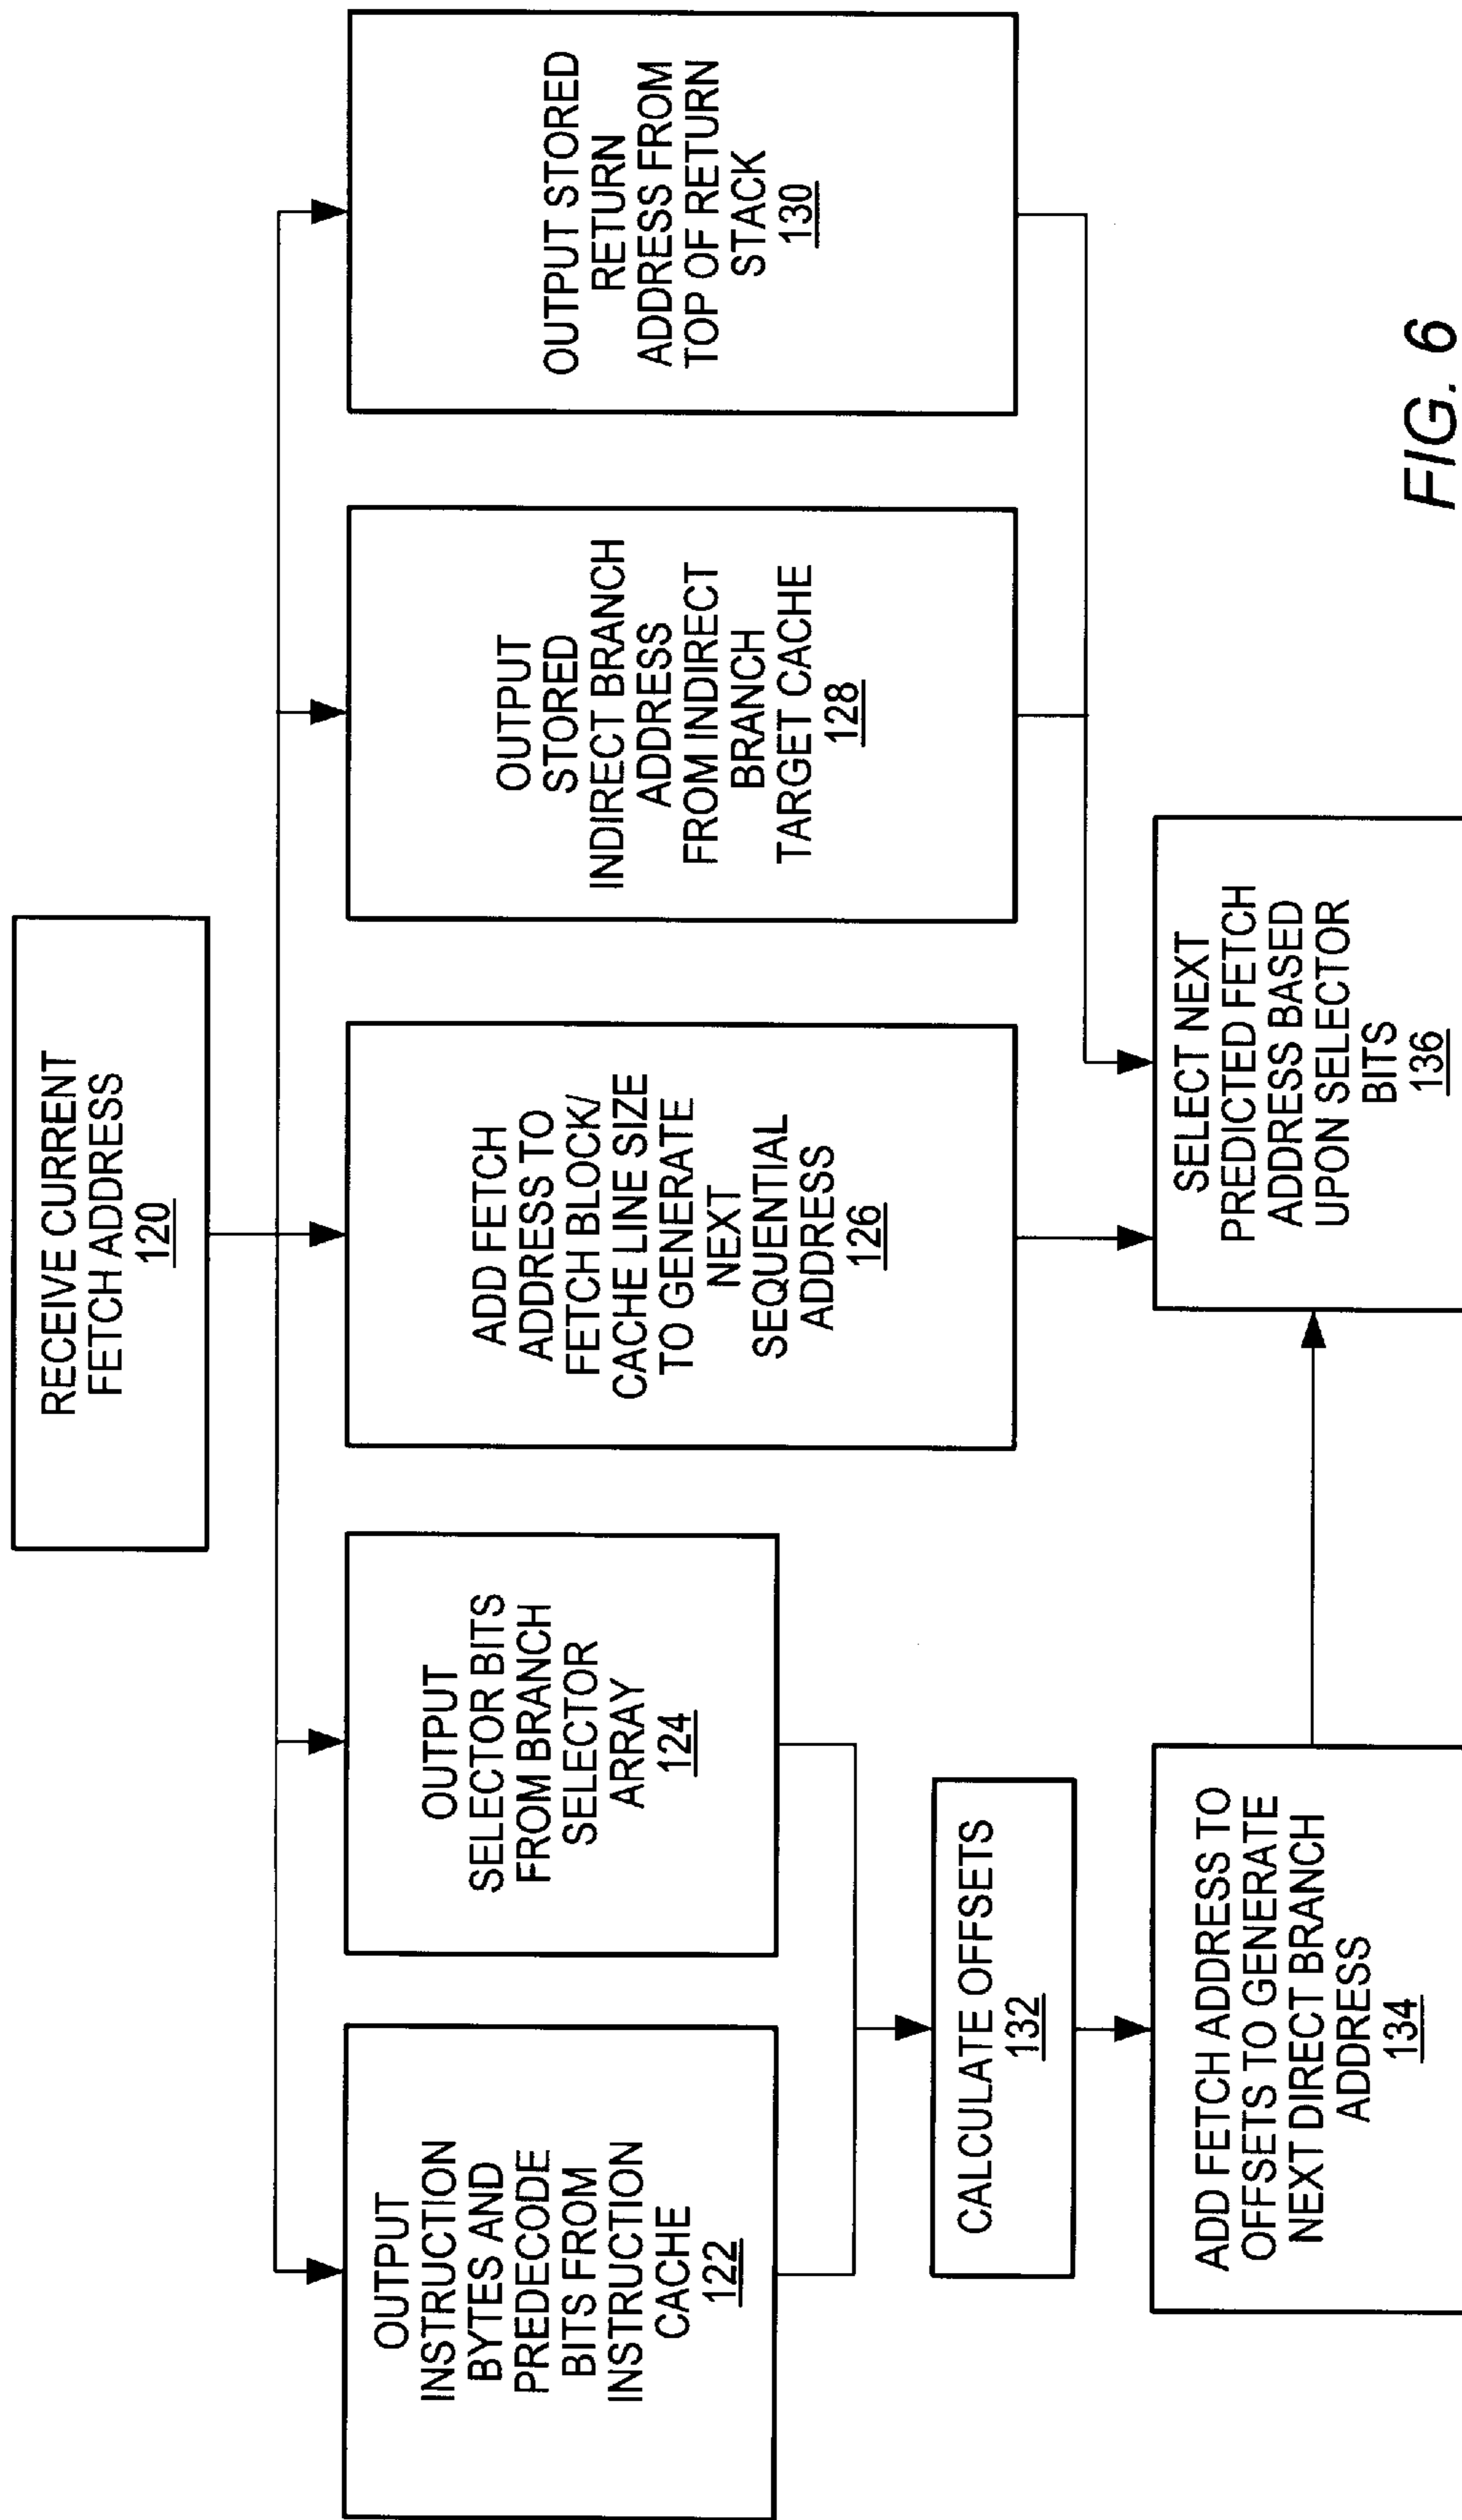 RECEIVE CURRENT
FETCH ADDRESS
120
OUTPUT
INSTRUCTION
BYTES AND
PREDECODE
BITS FROM
INSTRUCTION
CACHE
122
OUTPUT
SELECTOR BITS
FROM BRANCH
SELECTOR
ARRAY
124
ADD FETCH
ADDRESS TO
FETCH BLOCK/
CACHE LINE SIZE
TO GENERATE
NEXT
SEQUENTIAL
ADDRESS
126
OUTPUT
STORED
INDIRECT BRANCH
ADDRESS
FROM INDIRECT
BRANCH
TARGET CACHE
128
OUTPUT STORED
RETURN
ADDRESS FROM
TOP OF RETURN
STACK
130
CALCULATE OFFSETS
132
ADD FETCH ADDRESS TO
OFFSETS TO GENERATE
NEXT DIRECT BRANCH
ADDRESS
134
SELECT NEXT
PREDICTED FETCH
ADDRESS BASED
UPON SELECTOR
BITS
136
FIG. 6